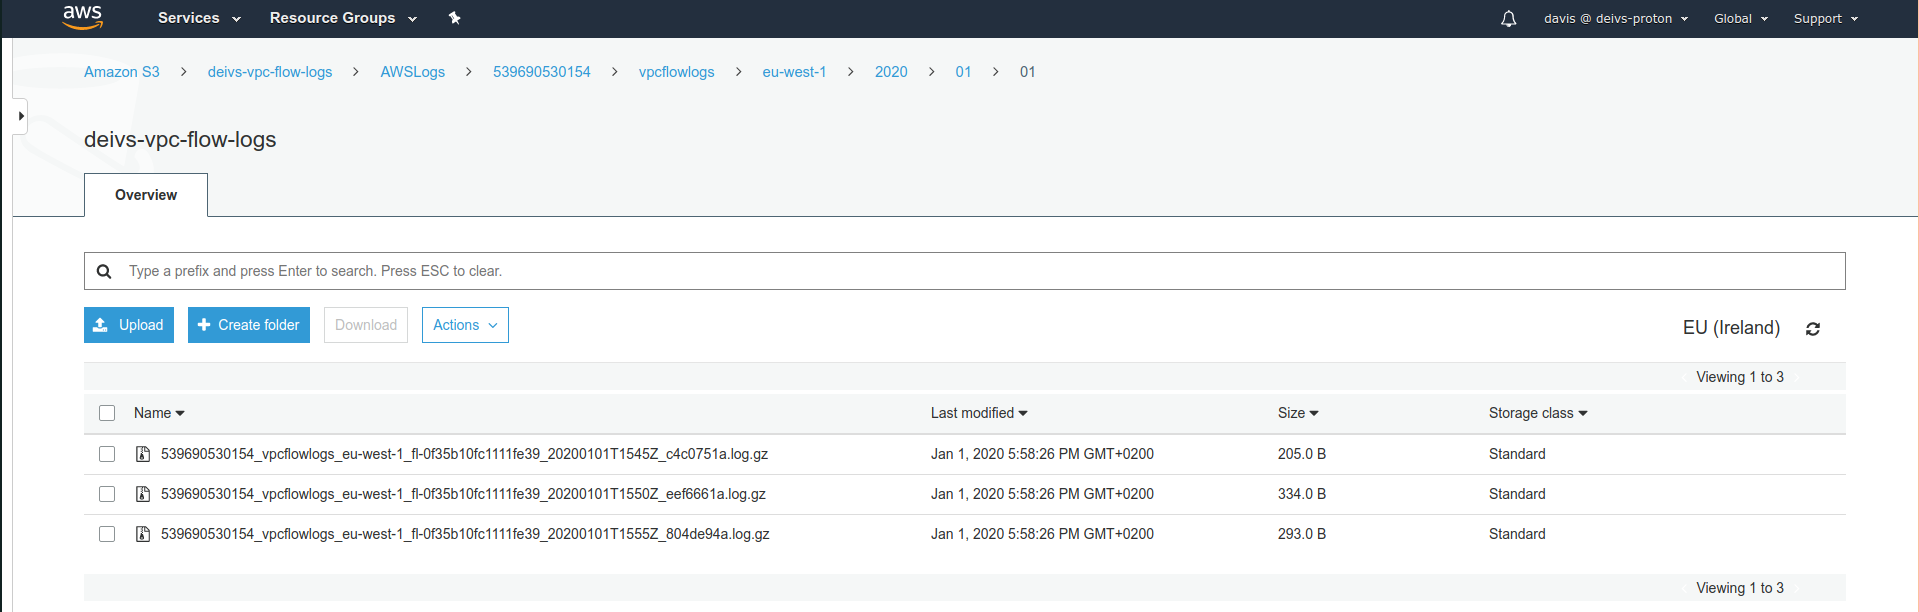 aws Services Resource Groups davis @ deivs-proton Global Support
Amazon S3 > deivs-vpc-flow-logs > AWSLogs > 539690530154 > vpcflowlogs > eu-west-1 > 2020 > 01 > 01
deivs-vpc-flow-logs
Overview
Type a prefix and press Enter to search. Press ESC to clear.
Upload + Create folder Download Actions EU (Ireland)
Viewing 1 to 3
Name Last modified Size Storage class
539690530154_vpcflowlogs_eu-west-1_fl-0f35b10fc1111fe39_20200101T1545Z_c4c0751a.log.gz Jan 1, 2020 5:58:26 PM GMT+0200 205.0 B Standard
539690530154_vpcflowlogs_eu-west-1_fl-0f35b10fc1111fe39_20200101T1550Z_eef6661a.log.gz Jan 1, 2020 5:58:26 PM GMT+0200 334.0 B Standard
539690530154_vpcflowlogs_eu-west-1_fl-0f35b10fc1111fe39_20200101T1555Z_804de94a.log.gz Jan 1, 2020 5:58:26 PM GMT+0200 293.0 B Standard
Viewing 1 to 3